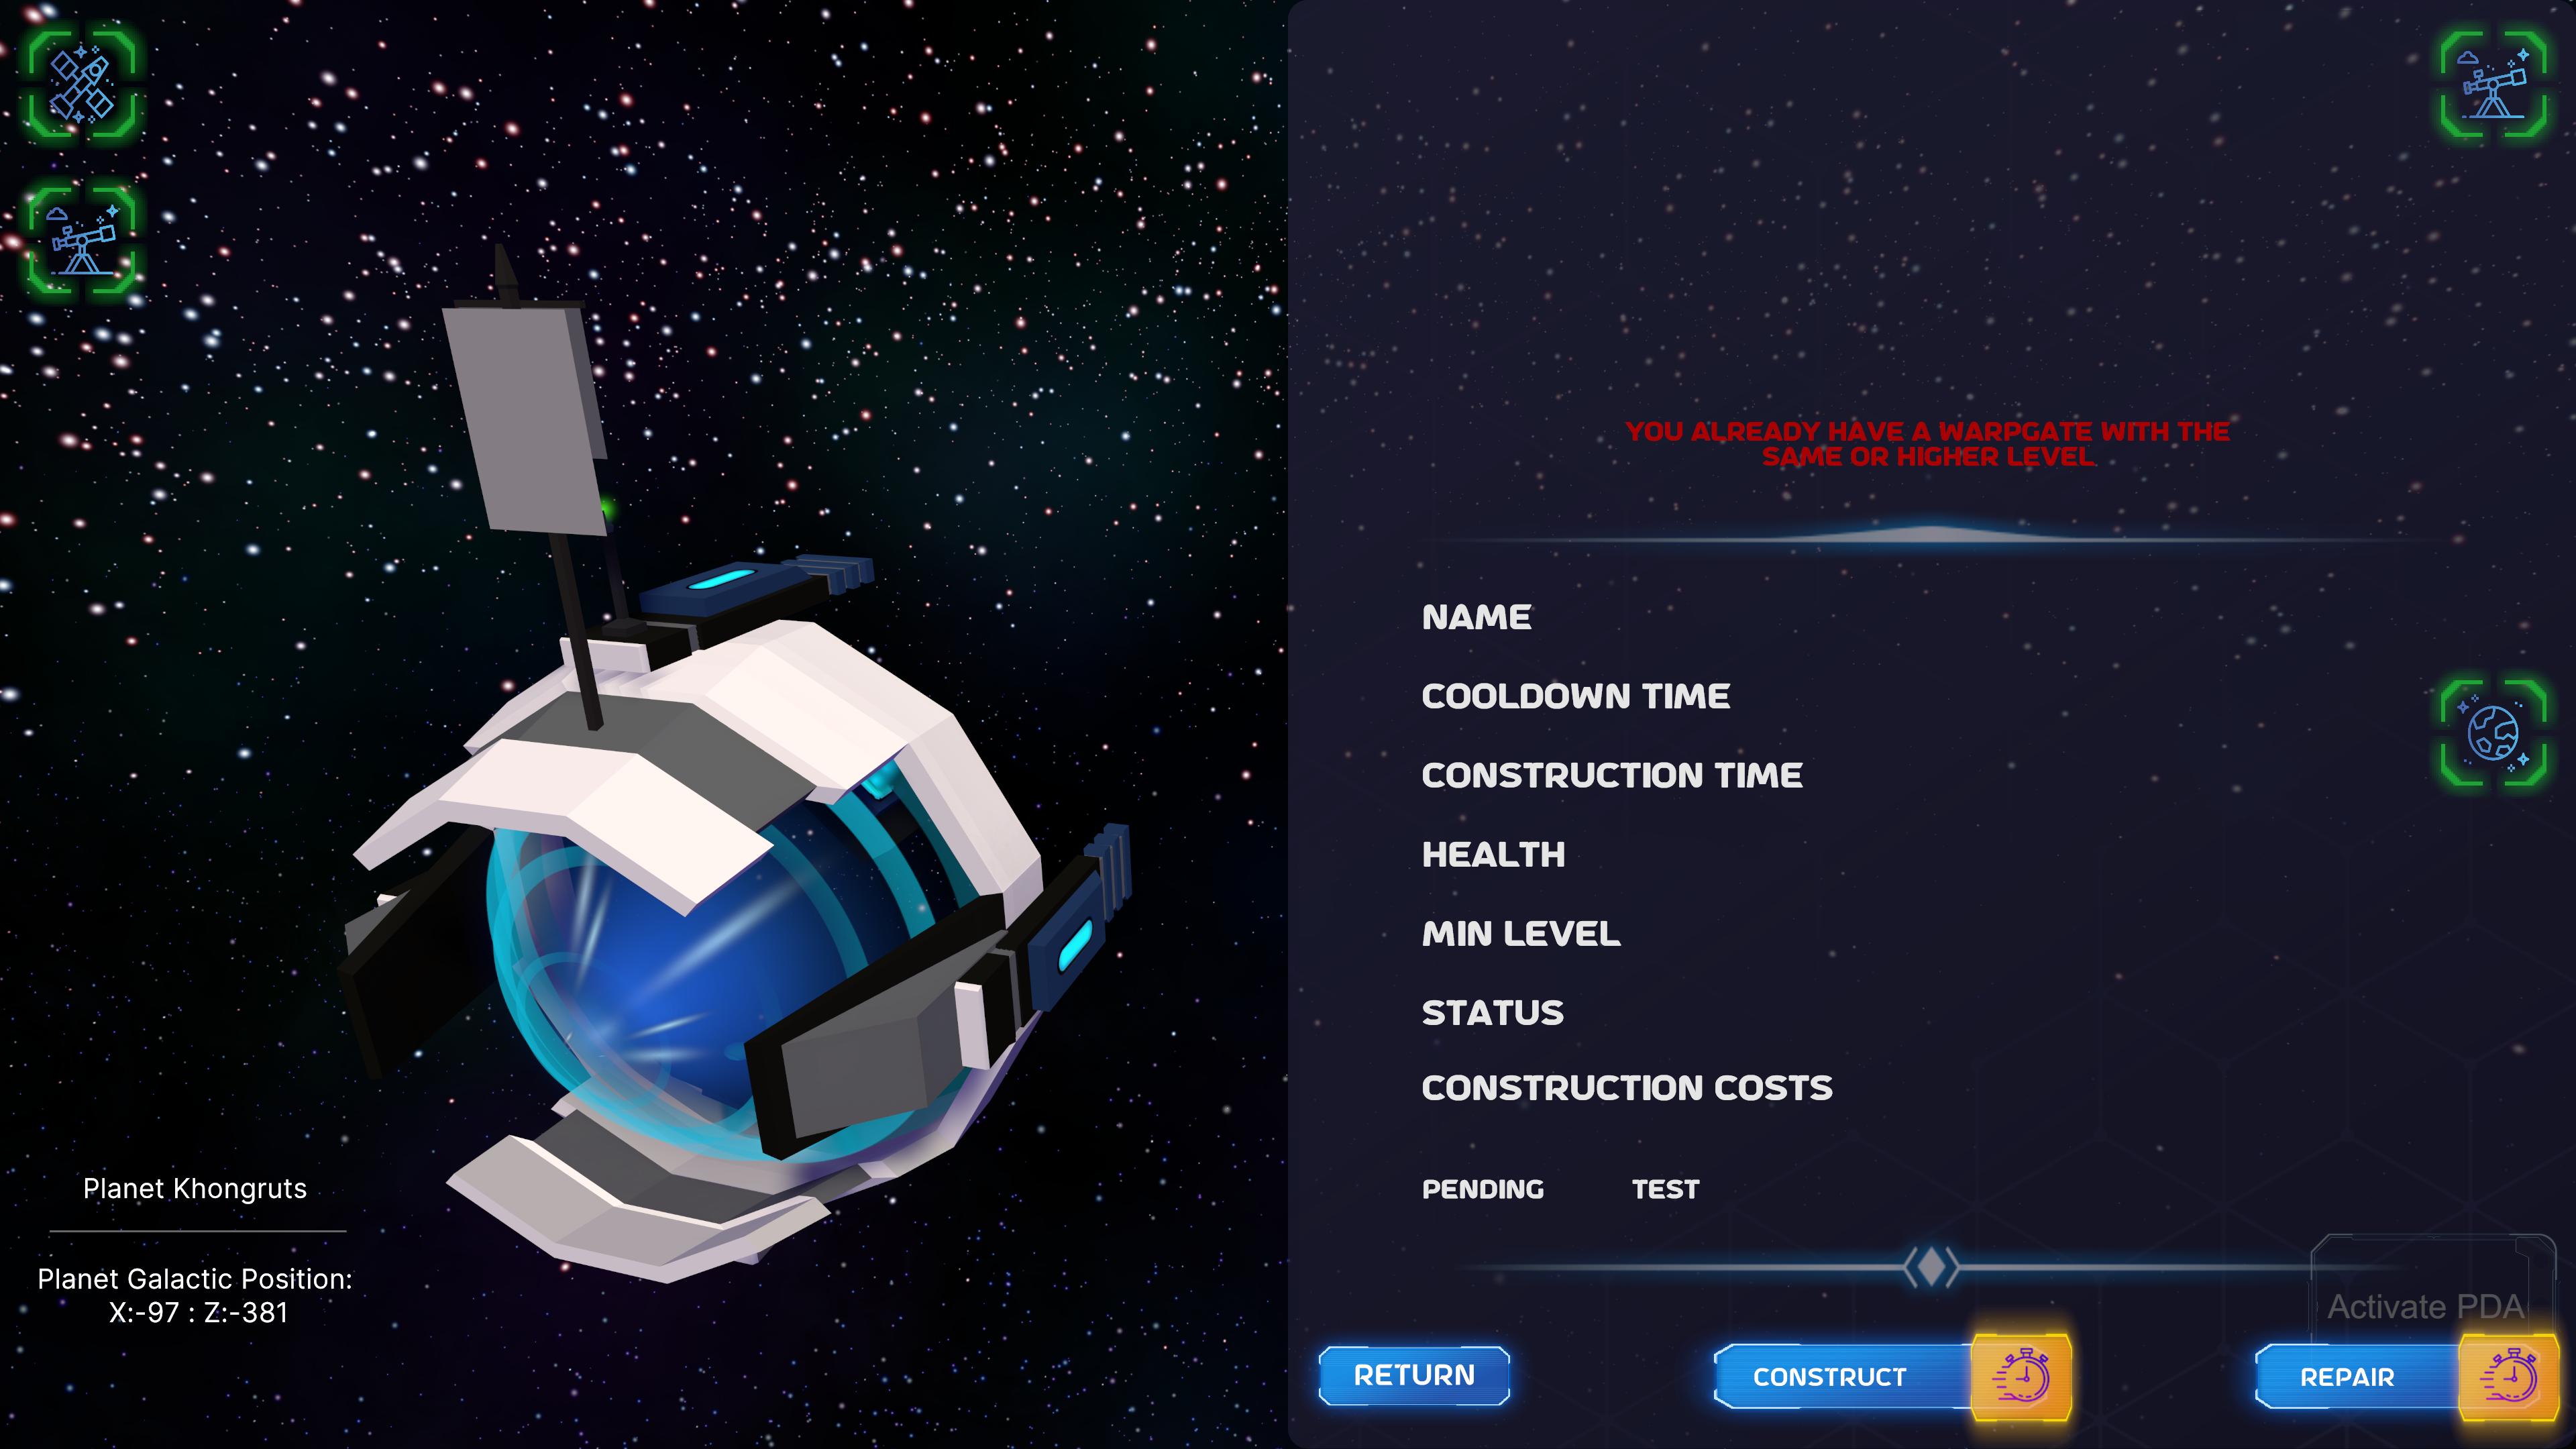 YOU ALREADY HAVE A WARPGATE WITH THE
SAME OR HIGHER LEVEL
NAME
COOLDOWN TIME
CONSTRUCTION TIME
HEALTH
MIN LEVEL
STATUS
CONSTRUCTION COSTS
PENDING TEST
Planet Khongruts
Planet Galactic Position:
X:-97 : Z:-381
Activate PDA
RETURN
CONSTRUCT
REPAIR